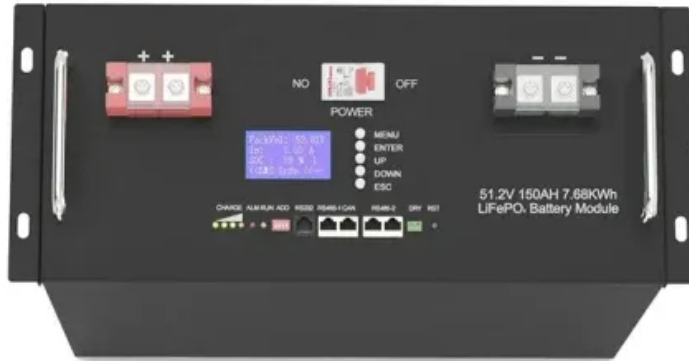 + +
− −
NO
OFF
POWER
MENU
ENTER
UP
DOWN
ESC
51.2V 150AH 7.68KWh
LiFePO₄ Battery Module
CHARGE ALM RUN ADD RS232 RS485-1 CAN RS485-2 DRY RST